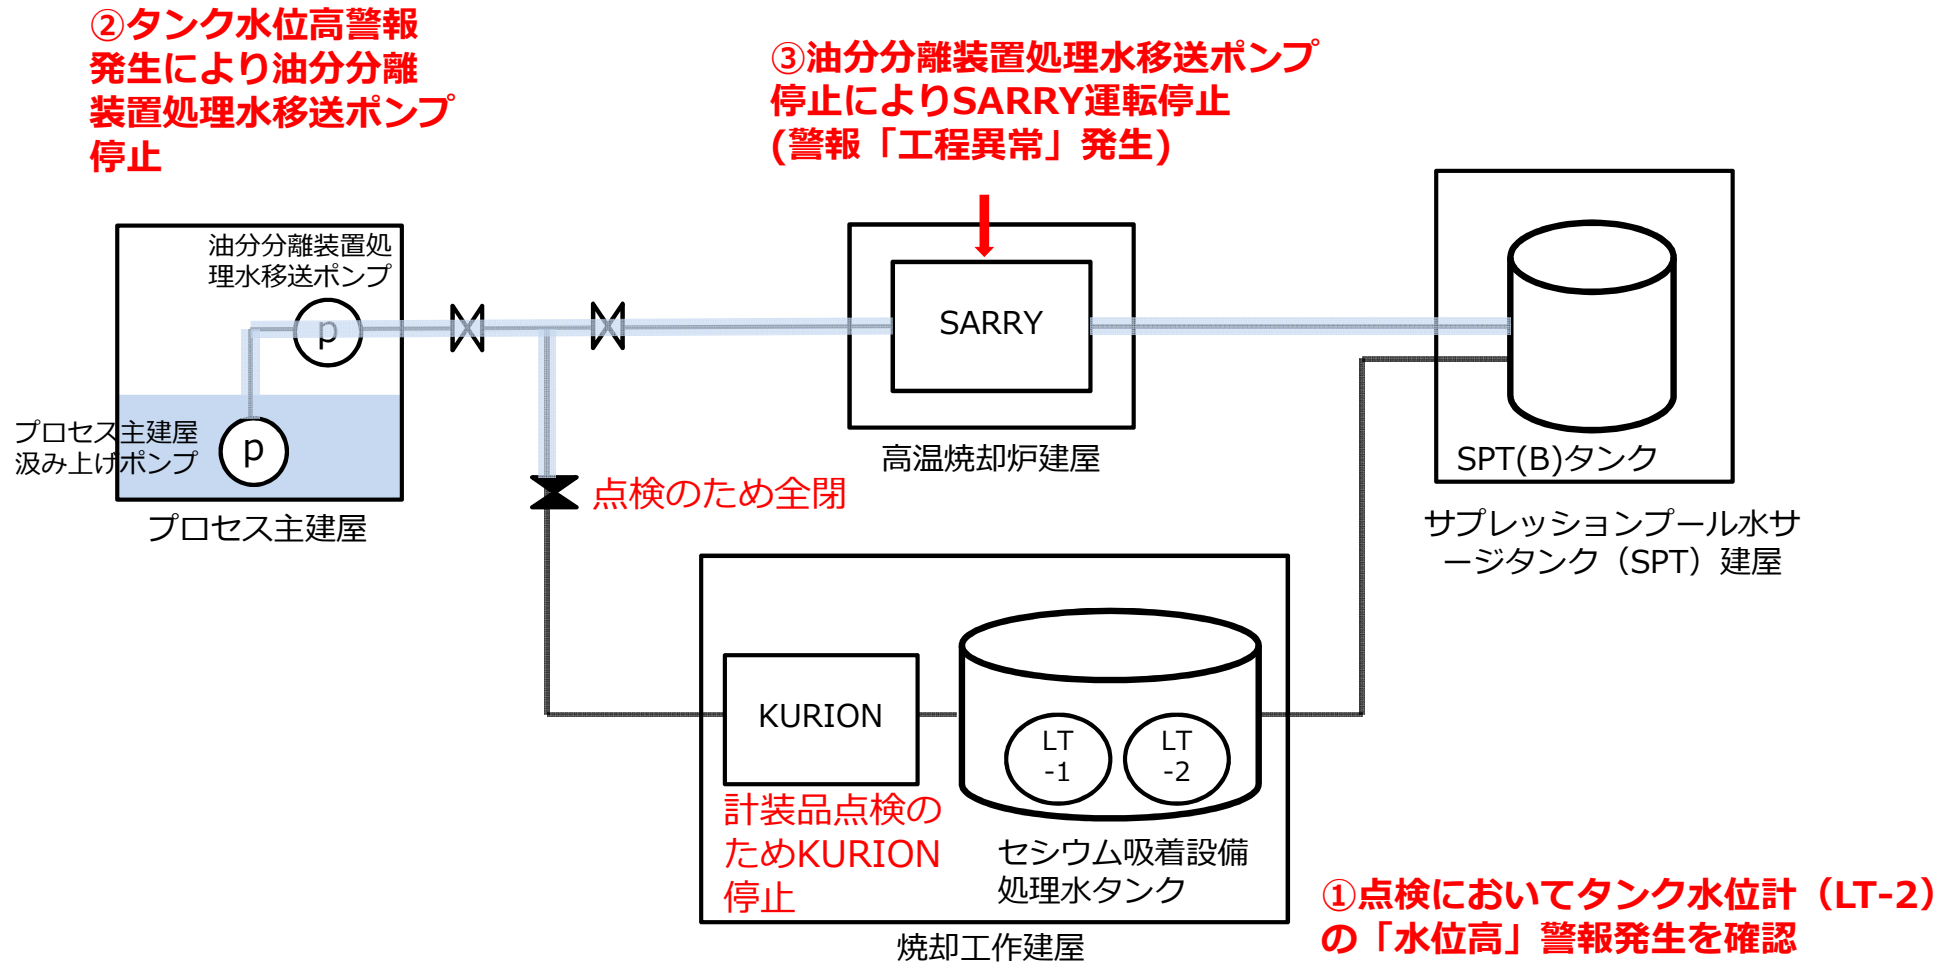 ②タンク水位高警報
発生により油分分離
装置処理水移送ポンプ
停止
③油分分離装置処理水移送ポンプ
停止によりSARRY運転停止
(警報「工程異常」発生)
油分分離装置処
理水移送ポンプ
p
プロセス主建屋
汲み上げポンプ
p
プロセス主建屋
点検のため全閉
SARRY
高温焼却炉建屋
SPT(B)タンク
サプレッションプール水サ
ージタンク（SPT）建屋
KURION
計装品点検の
ためKURION
停止
LT
-1
LT
-2
セシウム吸着設備
処理水タンク
焼却工作建屋
①点検においてタンク水位計（LT-2）
の「水位高」警報発生を確認